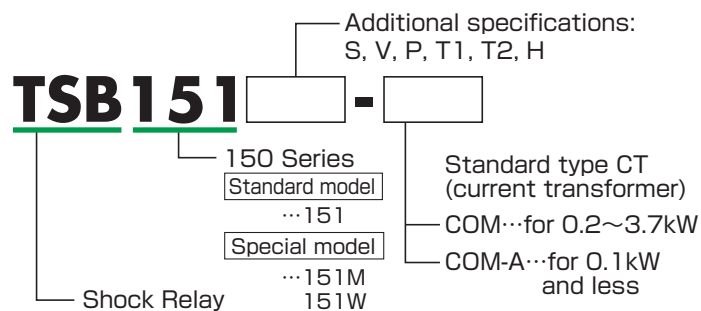 Additional specifications:
S, V, P, T1, T2, H
TSB151 -
150 Series
Standard model
…151
Special model
…151M
151W
Shock Relay
Standard type CT
(current transformer)
COM…for 0.2～3.7kW
COM-A…for 0.1kW
and less